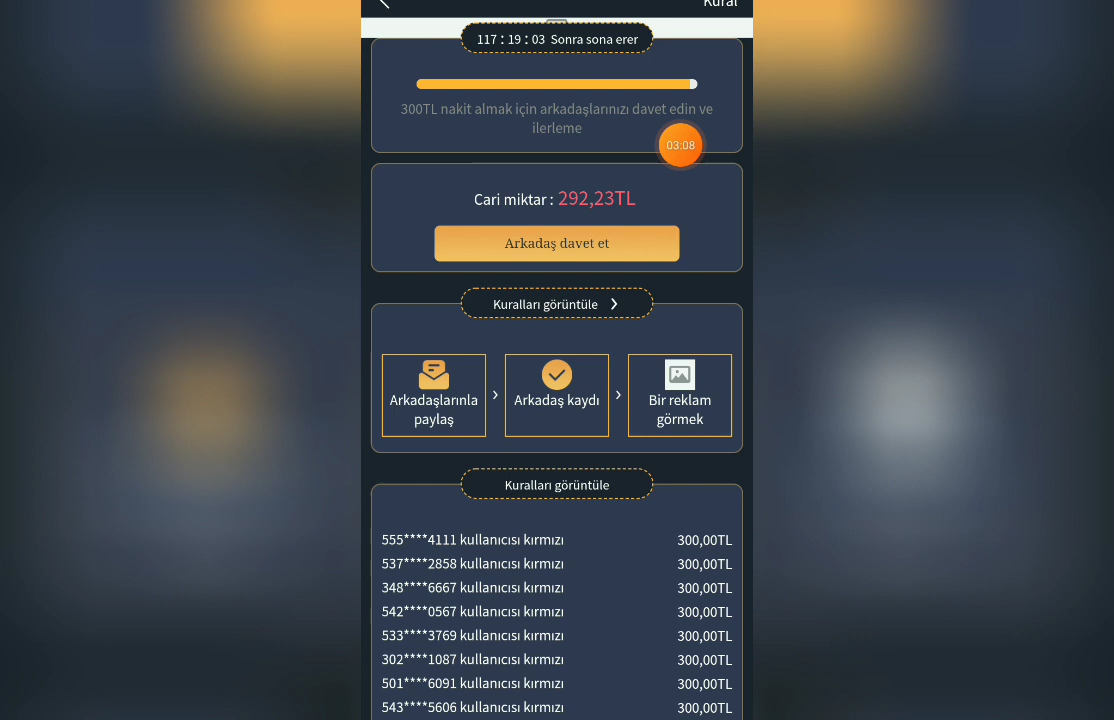 Kural
117 : 19 : 03 Sonra sona erer
300TL nakit almak için arkadaşlarınızı davet edin ve
ilerleme
03:08
Cari miktar : 292,23TL
Arkadaş davet et
Kuralları görüntüle
Arkadaşlarınla
paylaş
Arkadaş kaydı
Bir reklam
görmek
Kuralları görüntüle
555****4111 kullanıcısı kırmızı 300,00TL
537****2858 kullanıcısı kırmızı 300,00TL
348****6667 kullanıcısı kırmızı 300,00TL
542****0567 kullanıcısı kırmızı 300,00TL
533****3769 kullanıcısı kırmızı 300,00TL
302****1087 kullanıcısı kırmızı 300,00TL
501****6091 kullanıcısı kırmızı 300,00TL
543****5606 kullanıcısı kırmızı 300,00TL